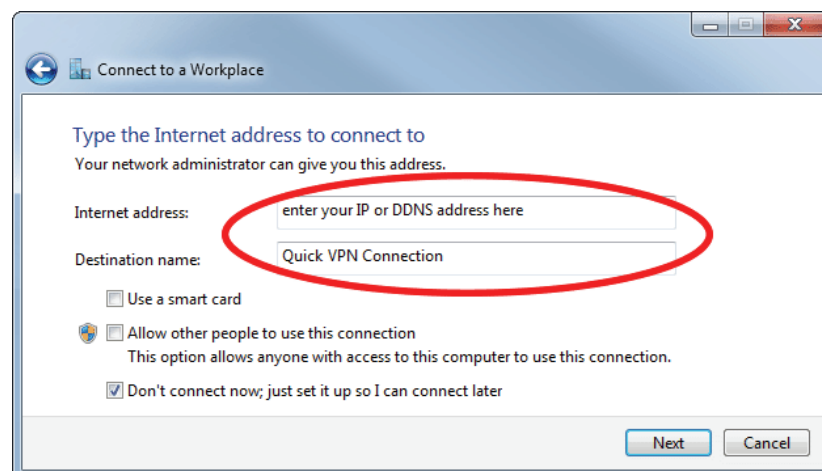 Connect to a Workplace
Type the Internet address to connect to
Your network administrator can give you this address.
Internet address: enter your IP or DDNS address here
Destination name: Quick VPN Connection
Use a smart card
Allow other people to use this connection
This option allows anyone with access to this computer to use this connection.
Don't connect now; just set it up so I can connect later
Next Cancel